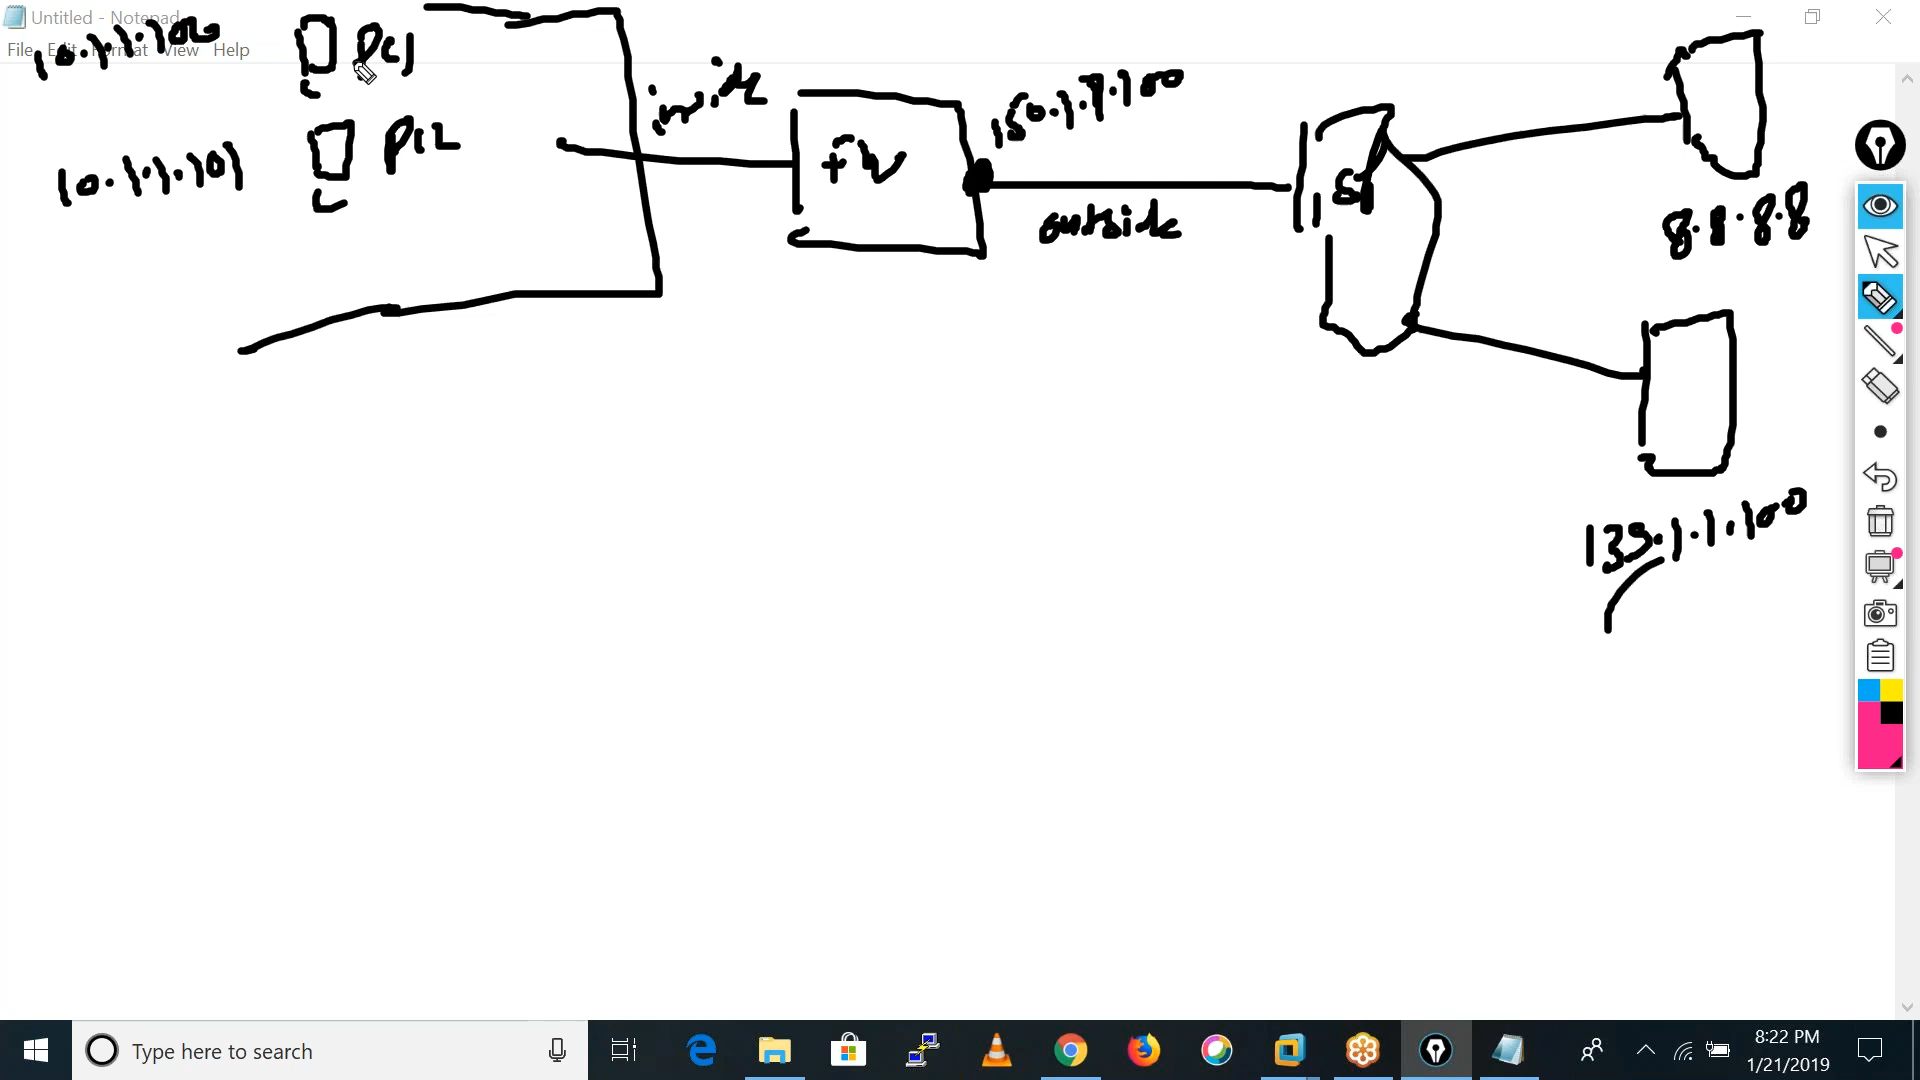 Untitled - Notepad
File Edit Format View Help
10.1.1.100
PC1
10.1.1.101
PC2
inside
FW
150.1.7.100
outside
ISP
8.8.8.8
139.1.1.100
Type here to search
8:22 PM
1/21/2019